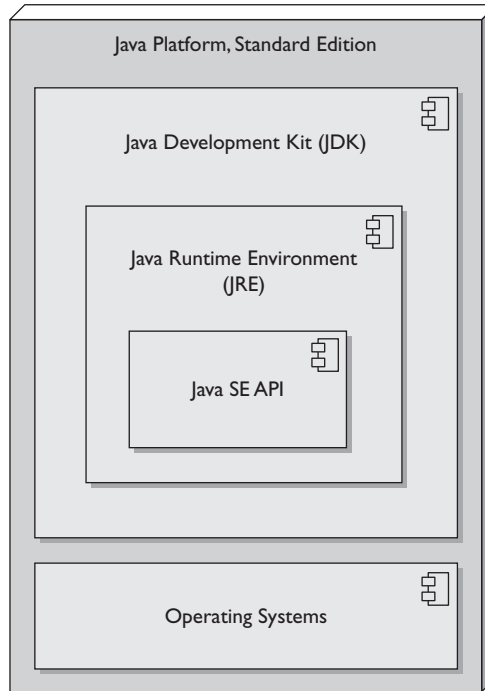 Java Platform, Standard Edition
Java Development Kit (JDK)
Java Runtime Environment
(JRE)
Java SE API
Operating Systems